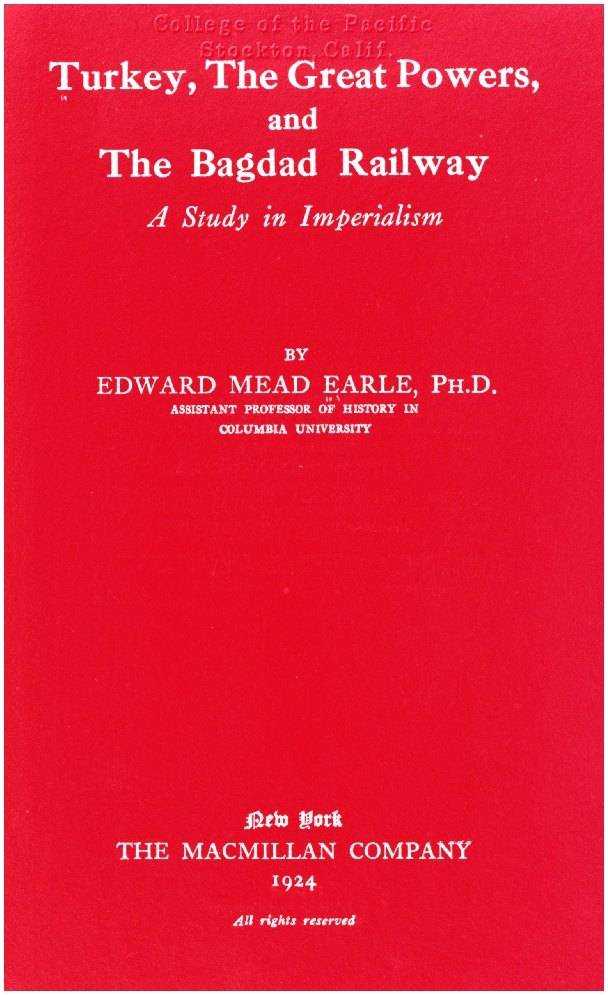 College of the Pacific
Stockton, Calif.
Turkey, The Great Powers,
and
The Bagdad Railway
A Study in Imperialism
BY
EDWARD MEAD EARLE, PH.D.
ASSISTANT PROFESSOR OF HISTORY IN
COLUMBIA UNIVERSITY
New York
THE MACMILLAN COMPANY
1924
All rights reserved